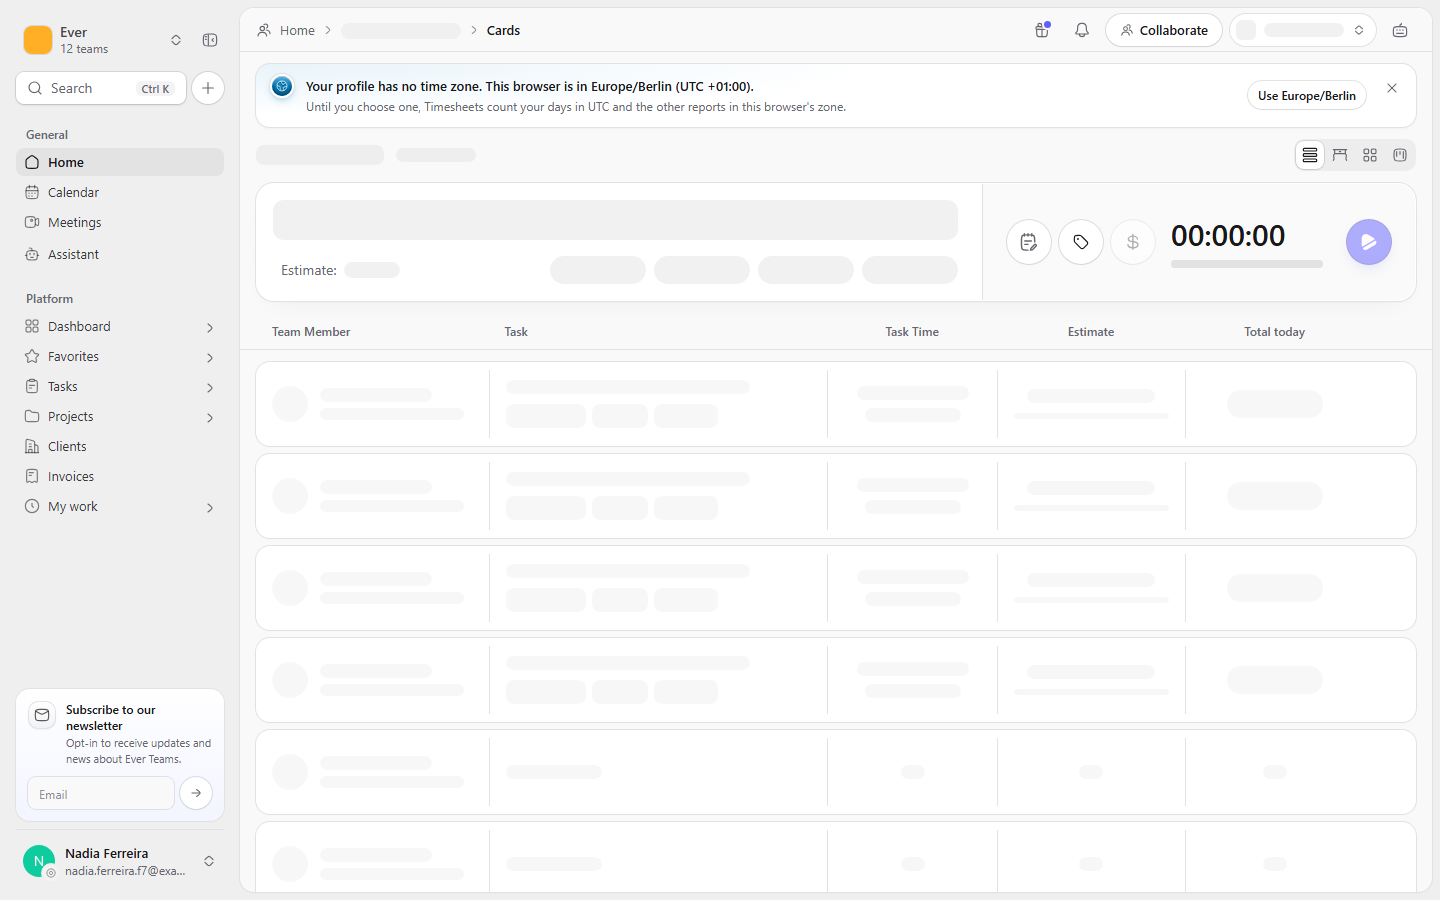 Ever
12 teams
Search
Ctrl K
General
Home
Calendar
Meetings
Assistant
Platform
Dashboard
Favorites
Tasks
Projects
Clients
Invoices
My work
Subscribe to our
newsletter
Opt-in to receive updates and
news about Ever Teams.
Email
N
Nadia Ferreira
nadia.ferreira.f7@exa...
Home
Cards
Collaborate
Your profile has no time zone. This browser is in Europe/Berlin (UTC +01:00).
Until you choose one, Timesheets count your days in UTC and the other reports in this browser's zone.
Use Europe/Berlin
Estimate:
00:00:00
Team Member
Task
Task Time
Estimate
Total today